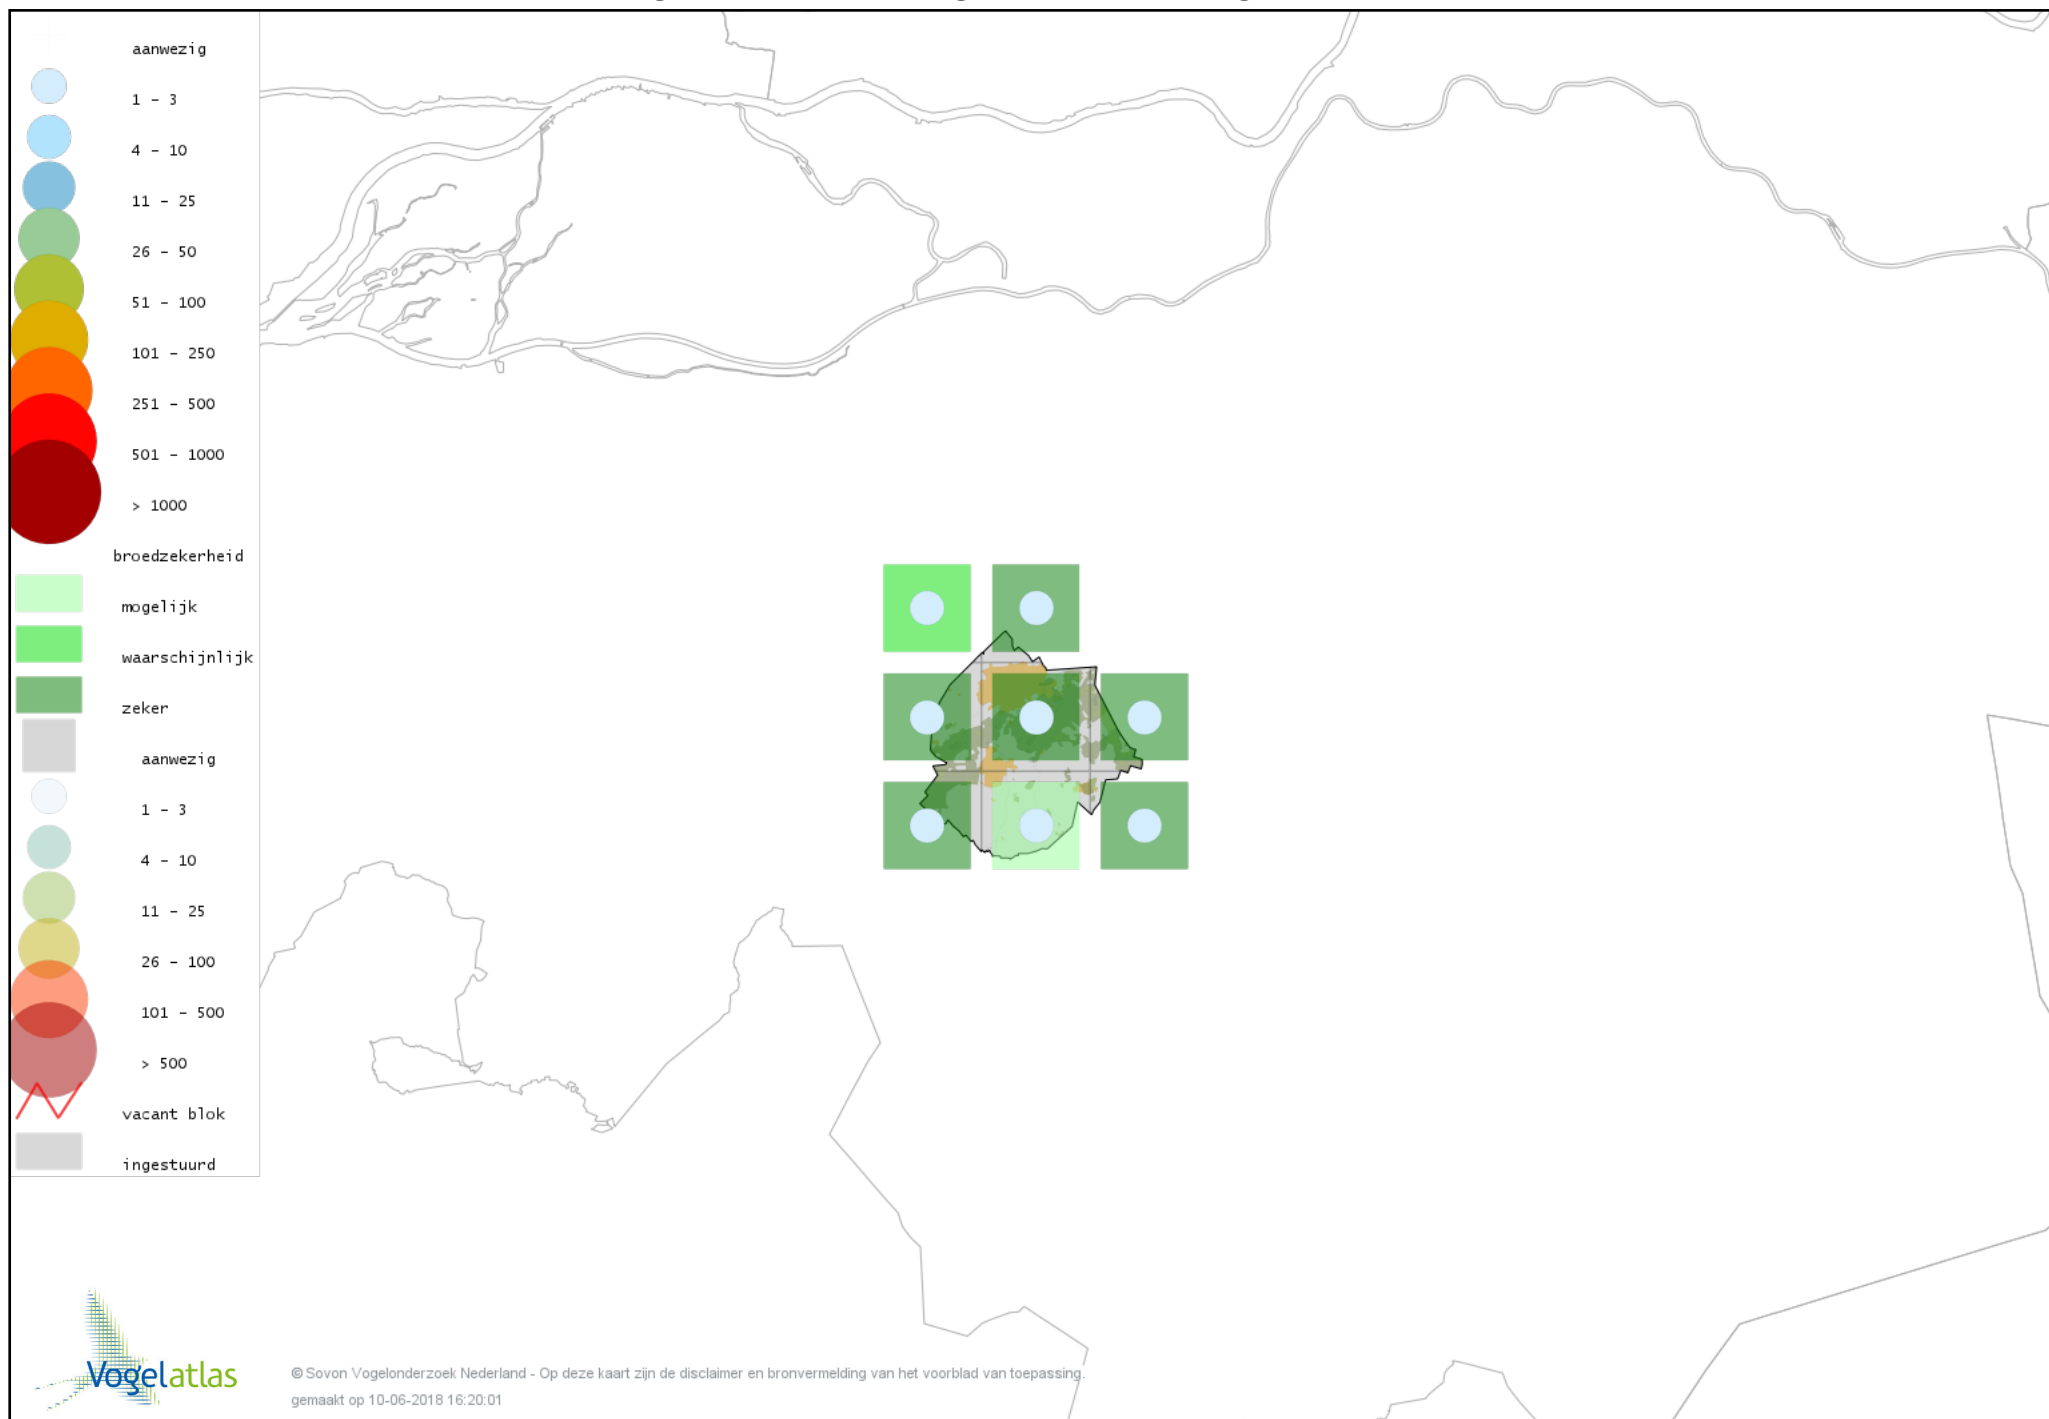 aanwezig
1 - 3
4 - 10
11 - 25
26 - 50
51 - 100
101 - 250
251 - 500
501 - 1000
> 1000
broedzekerheid
mogelijk
waarschijnlijk
zeker
aanwezig
1 - 3
4 - 10
11 - 25
26 - 100
101 - 500
> 500
vacant blok
ingestuurd
Vogelatlas
© Sovon Vogelonderzoek Nederland - Op deze kaart zijn de disclaimer en bronvermelding van het voorblad van toepassing.
gemaakt op 10-06-2018 16:20:01